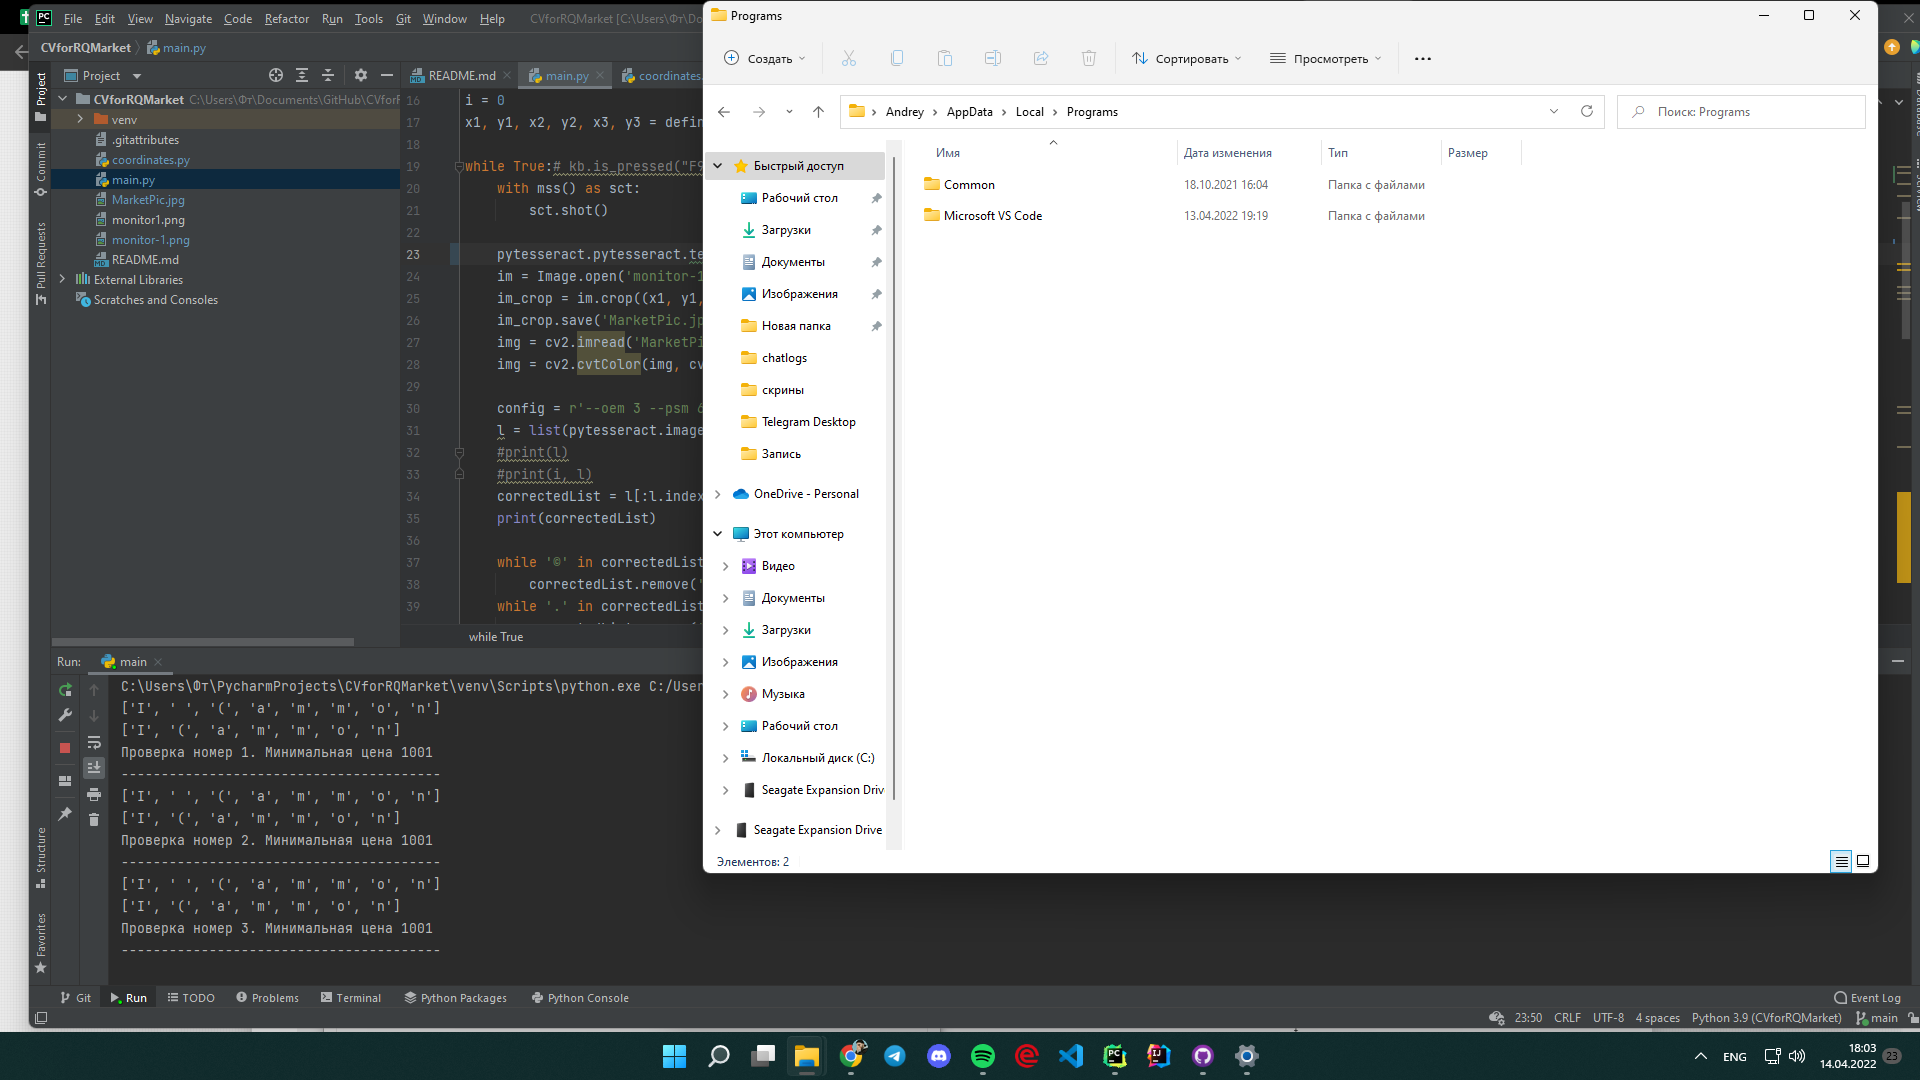 File Edit View Navigate Code Refactor Run Tools Git Window Help CVforRQMarket [C:\Users\Фт\Do
CVforRQMarket main.py
Project
README.md main.py coordinates.
CVforRQMarket C:\Users\Фт\Documents\GitHub\CVforF
venv
.gitattributes
coordinates.py
main.py
MarketPic.jpg
monitor1.png
monitor-1.png
README.md
External Libraries
Scratches and Consoles
Project
Commit
Pull Requests
Structure
Favorites
16 i = 0
17 x1, y1, x2, y2, x3, y3 = defin
18
19 while True:# kb.is_pressed("F9
20 with mss() as sct:
21 sct.shot()
22
23 pytesseract.pytesseract.te
24 im = Image.open('monitor-1
25 im_crop = im.crop((x1, y1,
26 im_crop.save('MarketPic.jp
27 img = cv2.imread('MarketPi
28 img = cv2.cvtColor(img, cv
29
30 config = r'--oem 3 --psm 6
31 l = list(pytesseract.image
32 #print(l)
33 #print(i, l)
34 correctedList = l[:l.index
35 print(correctedList)
36
37 while '©' in correctedList
38 correctedList.remove('
39 while '.' in correctedList
while True
Run: main
C:\Users\Фт\PycharmProjects\CVforRQMarket\venv\Scripts\python.exe C:/User
['I', ' ', '(', 'a', 'm', 'm', 'o', 'n']
['I', '(', 'a', 'm', 'm', 'o', 'n']
Проверка номер 1. Минимальная цена 1001
----------------------------------------
['I', ' ', '(', 'a', 'm', 'm', 'o', 'n']
['I', '(', 'a', 'm', 'm', 'o', 'n']
Проверка номер 2. Минимальная цена 1001
----------------------------------------
['I', ' ', '(', 'a', 'm', 'm', 'o', 'n']
['I', '(', 'a', 'm', 'm', 'o', 'n']
Проверка номер 3. Минимальная цена 1001
----------------------------------------
Git Run TODO Problems Terminal Python Packages Python Console Event Log
23:50 CRLF UTF-8 4 spaces Python 3.9 (CVforRQMarket) main
Programs
Создать Сортировать Просмотреть
Andrey AppData Local Programs
Поиск: Programs
Имя Дата изменения Тип Размер
Common 18.10.2021 16:04 Папка с файлами
Microsoft VS Code 13.04.2022 19:19 Папка с файлами
Быстрый доступ
Рабочий стол
Загрузки
Документы
Изображения
Новая папка
chatlogs
скрины
Telegram Desktop
Запись
OneDrive - Personal
Этот компьютер
Видео
Документы
Загрузки
Изображения
Музыка
Рабочий стол
Локальный диск (C:)
Seagate Expansion Driv
Seagate Expansion Drive
Элементов: 2
ENG
18:03
14.04.2022
23